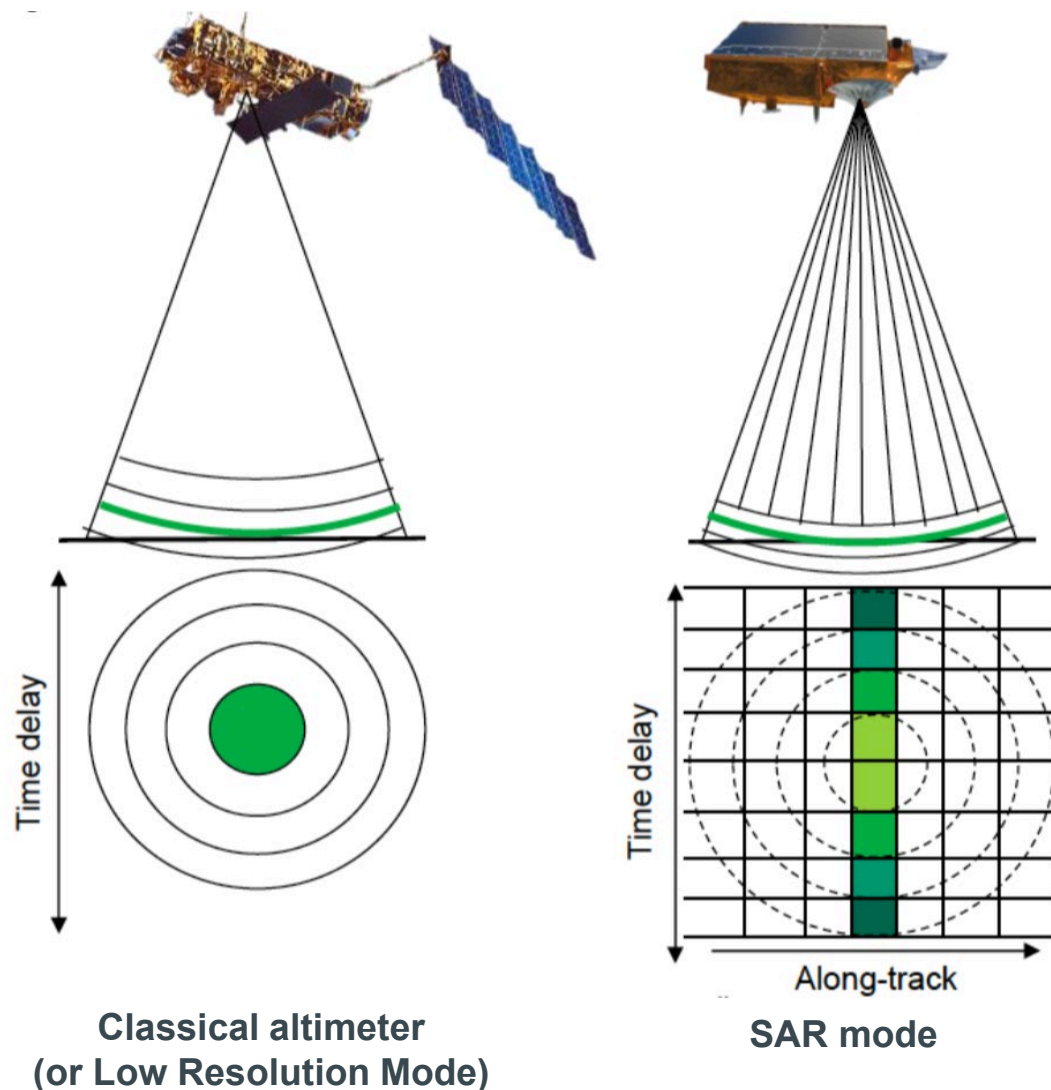 Time delay
Time delay
Along-track
Classical altimeter
(or Low Resolution Mode)
SAR mode